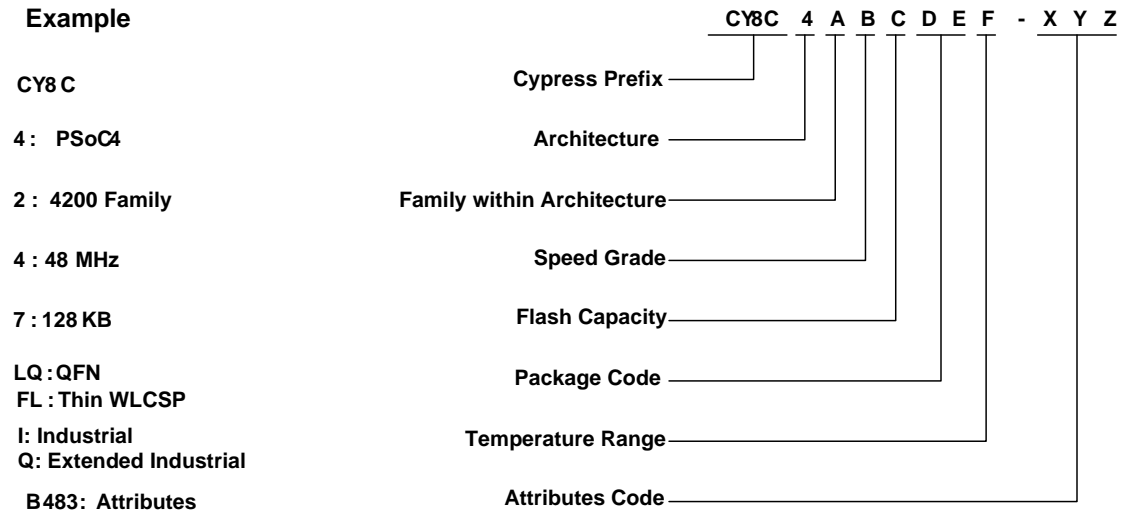 Example CY8C 4 A B C D E F - X Y Z
CY8 C Cypress Prefix
4 : PSoC4 Architecture
2 : 4200 Family Family within Architecture
4 : 48 MHz Speed Grade
7 : 128 KB Flash Capacity
LQ : QFN Package Code
FL : Thin WLCSP
I: Industrial Temperature Range
Q: Extended Industrial
B483: Attributes Attributes Code